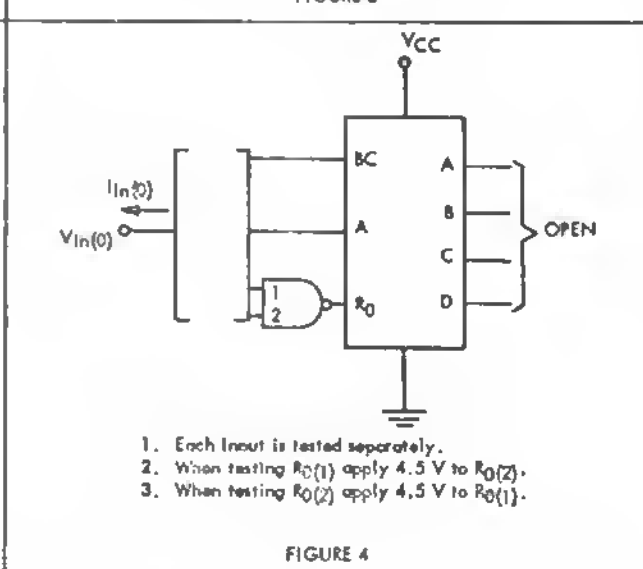 VCC
BC
A
A
Iin(0)
B
Vin(0)
A
OPEN
C
1
2
R0
D
1. Each Input is tested separately.
2. When testing R0(1) apply 4.5 V to R0(2).
3. When testing R0(2) apply 4.5 V to R0(1).
FIGURE 4